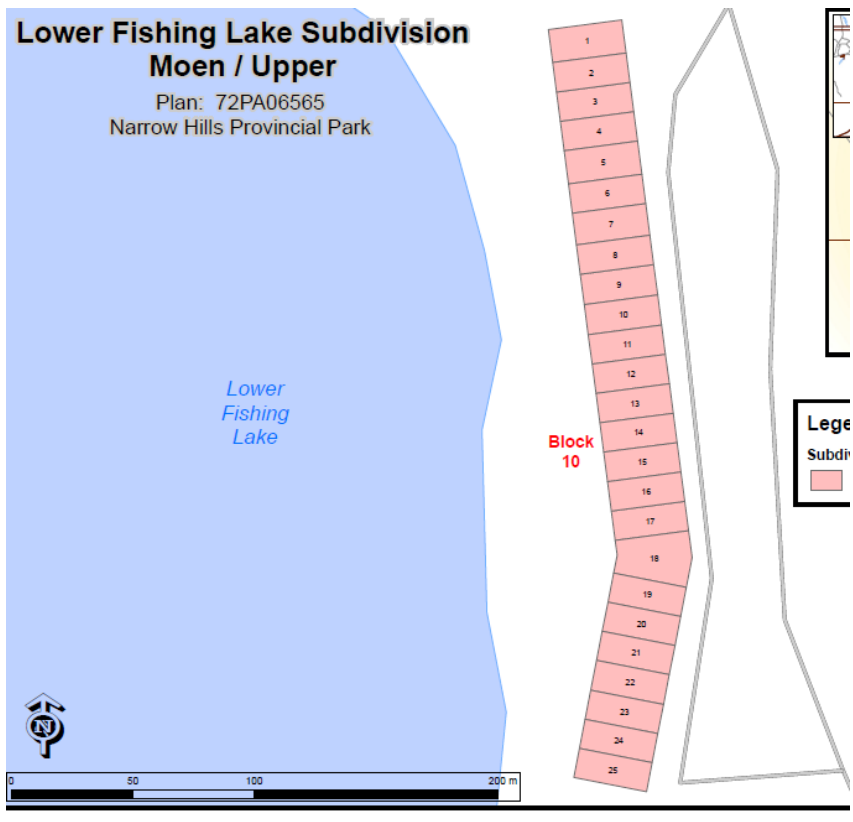 Lower Fishing Lake Subdivision
Moen / Upper
Plan: 72PA06565
Narrow Hills Provincial Park
1
2
3
4
5
6
7
8
9
10
11
12
13
14
15
16
17
18
19
20
21
22
23
24
25
Lower
Fishing
Lake
Block
10
Lege
Subdiv
N
0 50 100 200 m